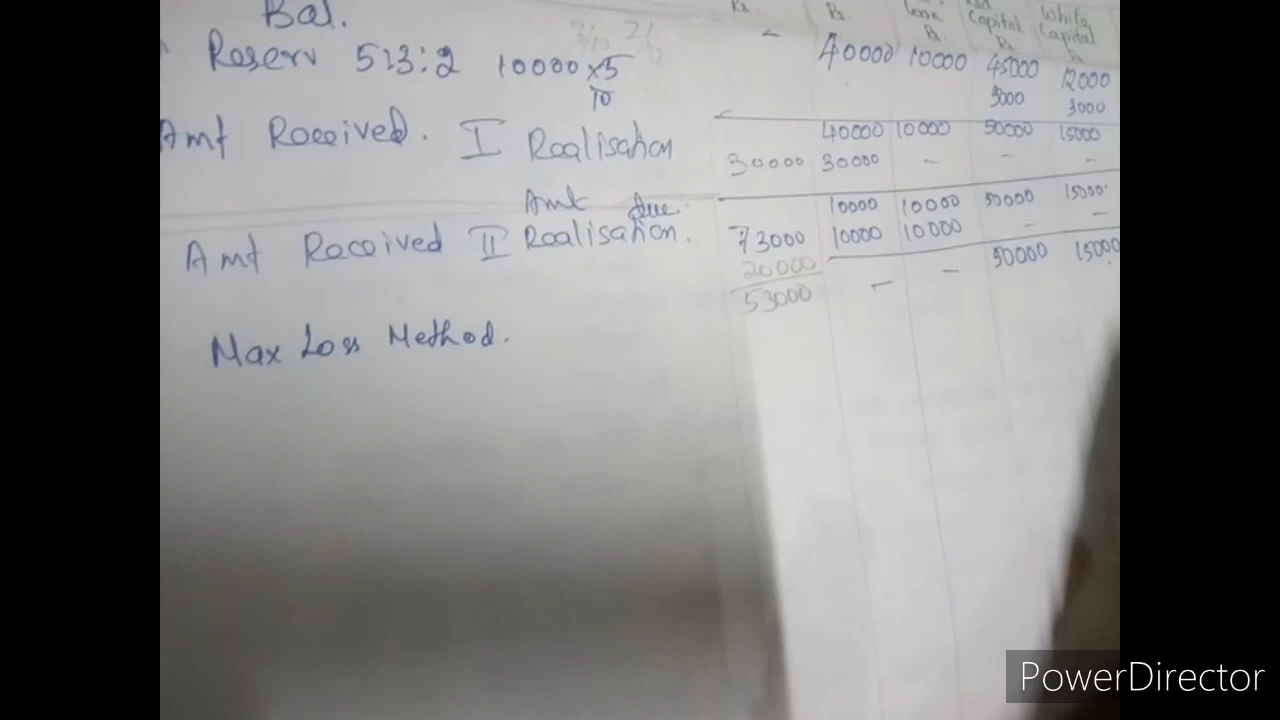 Bal.
Rs. Rs. Loan Rs. Capital Rs. White Capital
- 40000 10000 45000 12000
Reserv 5:3:2 10000 x 5/10 5000 3000
40000 10000 50000 15000
Amt Received. I Realisation 30000 30000 - - -
Amt due. 10000 10000 50000 15000
Amt Received II Realisation. 73000 10000 10000 - -
20000 - - 50000 15000
53000
Max Loss Method.
PowerDirector